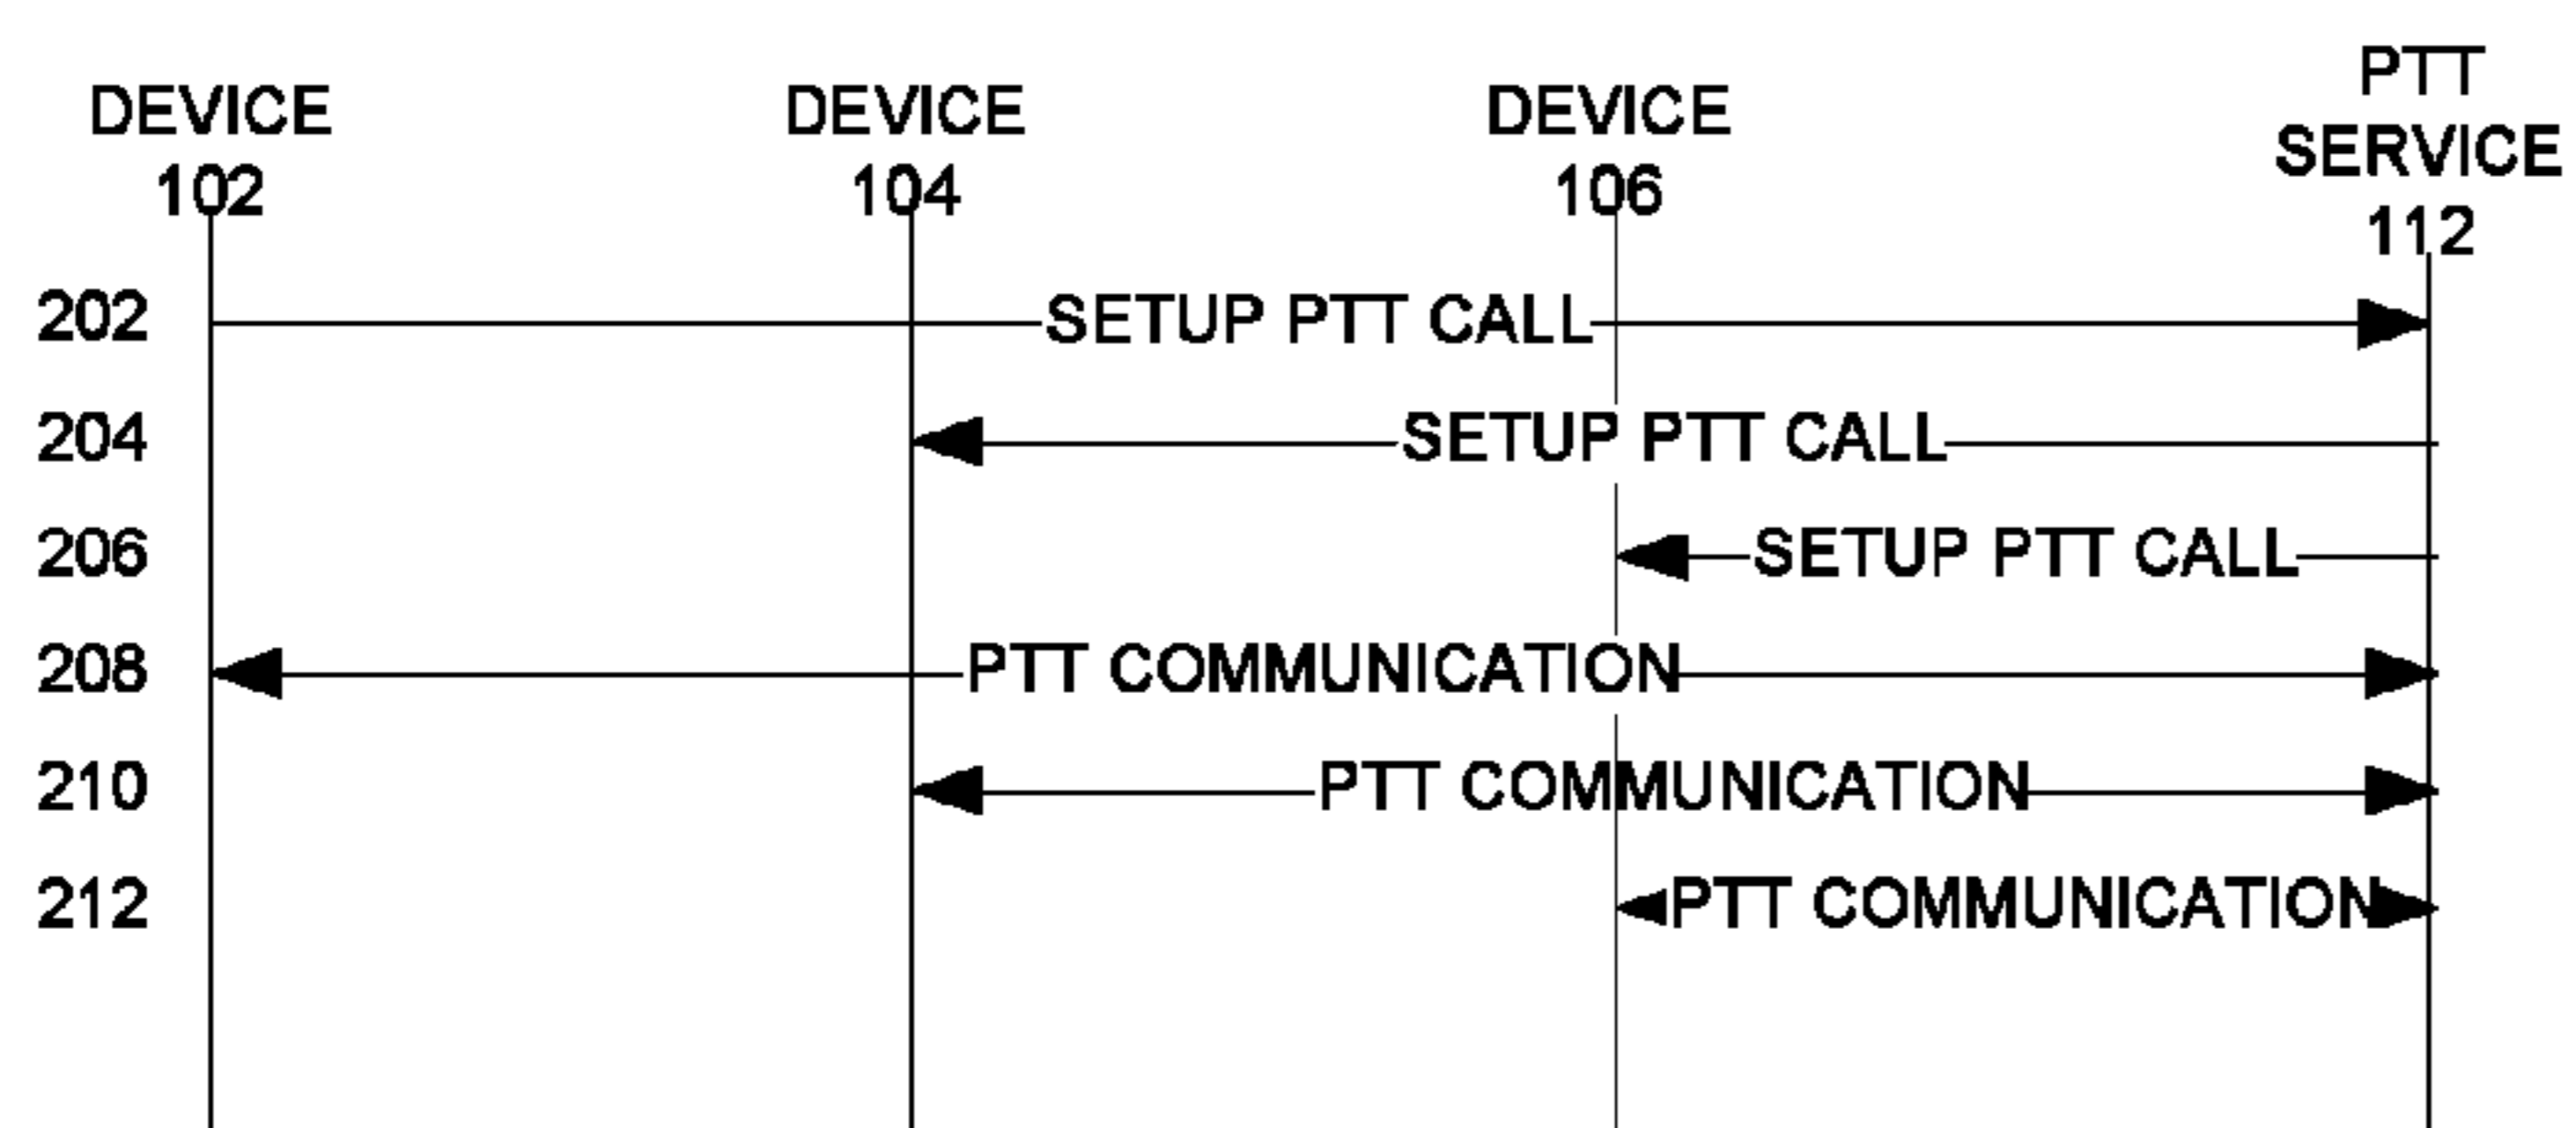 DEVICE
102
DEVICE
104
DEVICE
106
PTT
SERVICE
112
202 SETUP PTT CALL
204 SETUP PTT CALL
206 SETUP PTT CALL
208 PTT COMMUNICATION
210 PTT COMMUNICATION
212 PTT COMMUNICATION